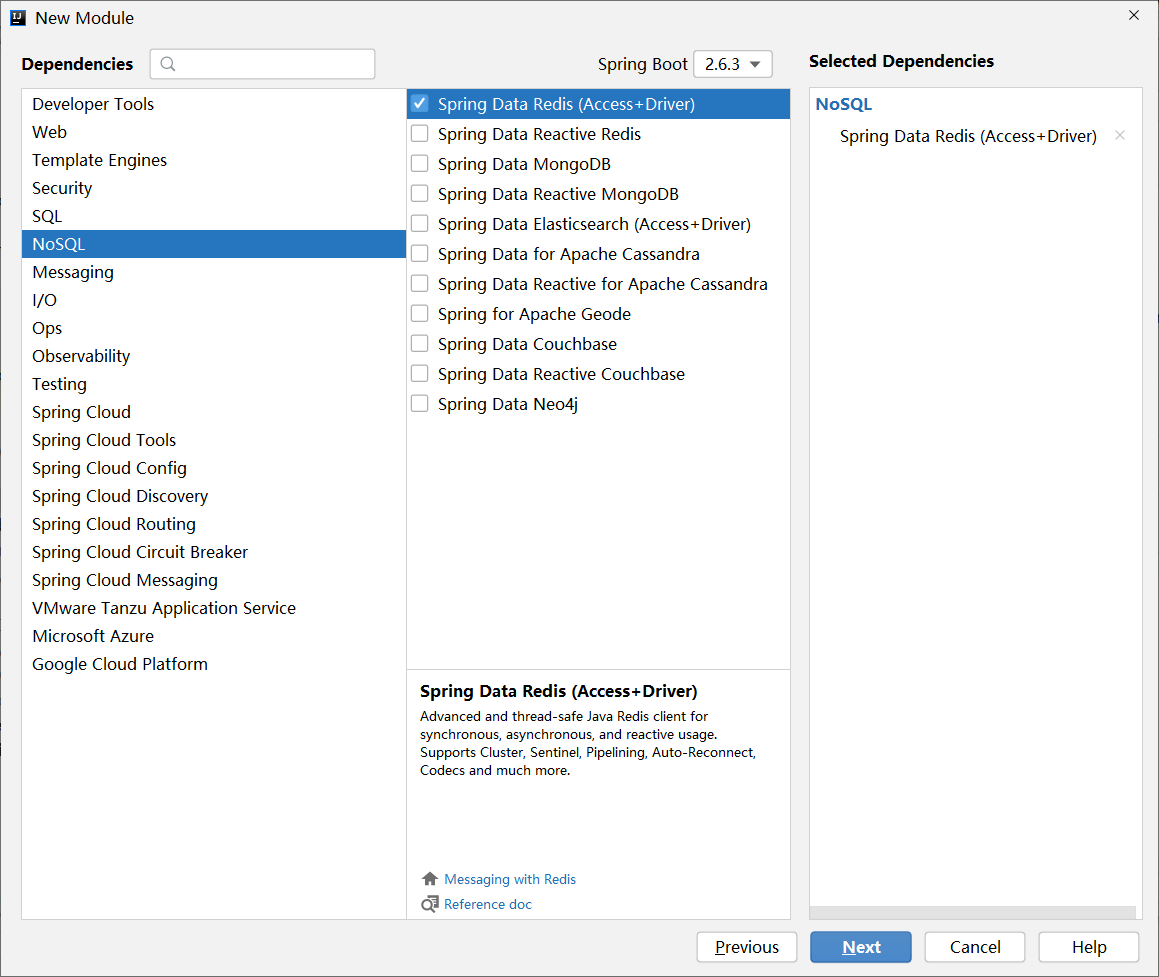 New Module
Dependencies
Spring Boot 2.6.3
Selected Dependencies
Developer Tools
Web
Template Engines
Security
SQL
NoSQL
Messaging
I/O
Ops
Observability
Testing
Spring Cloud
Spring Cloud Tools
Spring Cloud Config
Spring Cloud Discovery
Spring Cloud Routing
Spring Cloud Circuit Breaker
Spring Cloud Messaging
VMware Tanzu Application Service
Microsoft Azure
Google Cloud Platform
Spring Data Redis (Access+Driver)
Spring Data Reactive Redis
Spring Data MongoDB
Spring Data Reactive MongoDB
Spring Data Elasticsearch (Access+Driver)
Spring Data for Apache Cassandra
Spring Data Reactive for Apache Cassandra
Spring for Apache Geode
Spring Data Couchbase
Spring Data Reactive Couchbase
Spring Data Neo4j
Spring Data Redis (Access+Driver)
Advanced and thread-safe Java Redis client for
synchronous, asynchronous, and reactive usage.
Supports Cluster, Sentinel, Pipelining, Auto-Reconnect,
Codecs and much more.
Messaging with Redis
Reference doc
NoSQL
Spring Data Redis (Access+Driver)
Previous
Next
Cancel
Help